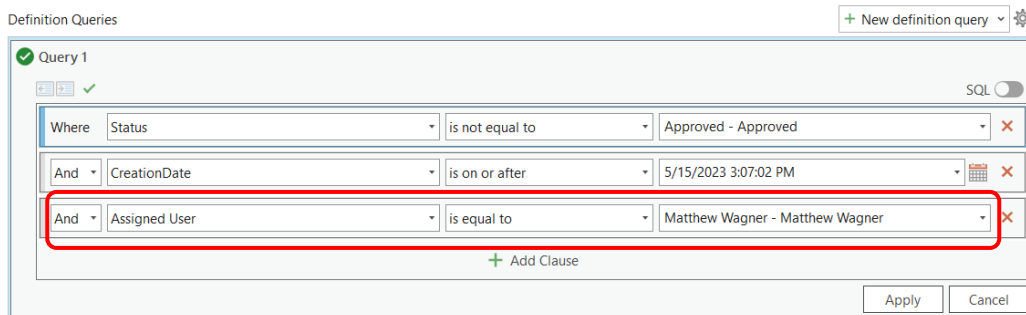 Definition Queries
+ New definition query
Query 1
SQL
Where Status is not equal to Approved - Approved
And CreationDate is on or after 5/15/2023 3:07:02 PM
And Assigned User is equal to Matthew Wagner - Matthew Wagner
+ Add Clause
Apply Cancel